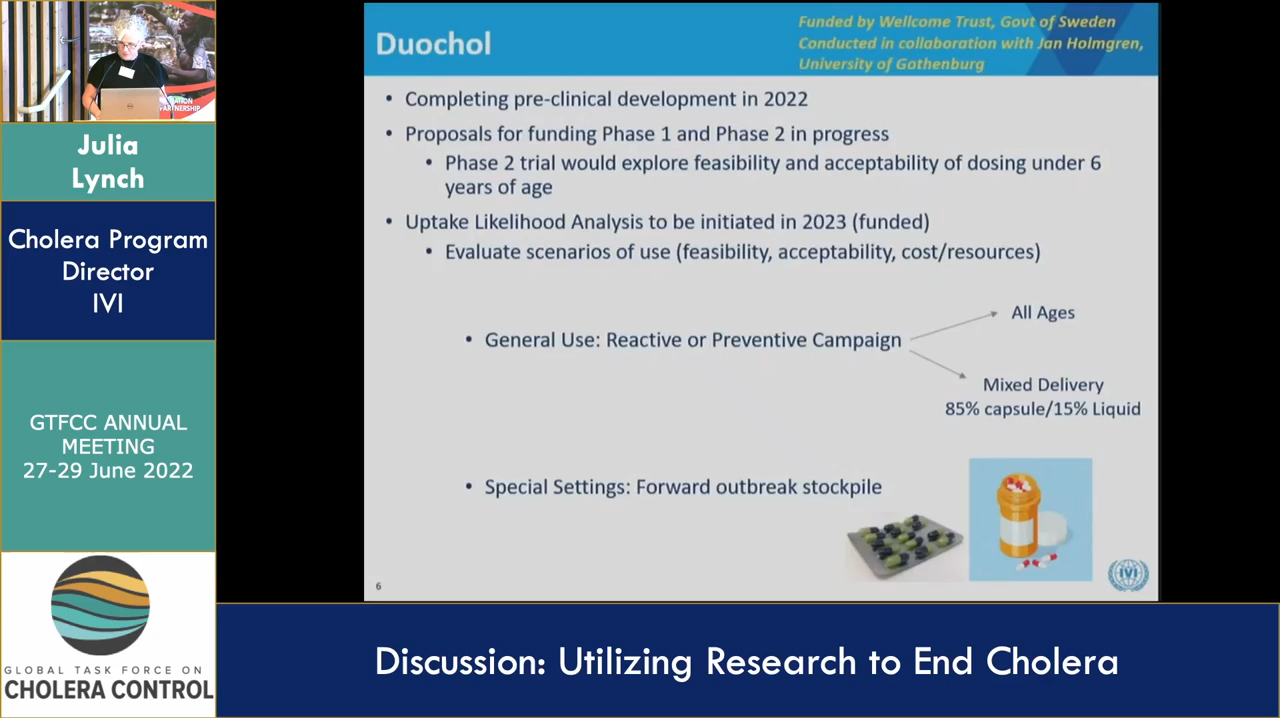 Duochol
Funded by Wellcome Trust, Govt of Sweden
Conducted in collaboration with Jan Holmgren,
University of Gothenburg
• Completing pre-clinical development in 2022
• Proposals for funding Phase 1 and Phase 2 in progress
• Phase 2 trial would explore feasibility and acceptability of dosing under 6
years of age
• Uptake Likelihood Analysis to be initiated in 2023 (funded)
• Evaluate scenarios of use (feasibility, acceptability, cost/resources)
All Ages
• General Use: Reactive or Preventive Campaign
Mixed Delivery
85% capsule/15% Liquid
• Special Settings: Forward outbreak stockpile
6
IVI
PARTNERSHIP
Julia
Lynch
Cholera Program
Director
IVI
GTFCC ANNUAL
MEETING
27-29 June 2022
GLOBAL TASK FORCE ON
CHOLERA CONTROL
Discussion: Utilizing Research to End Cholera